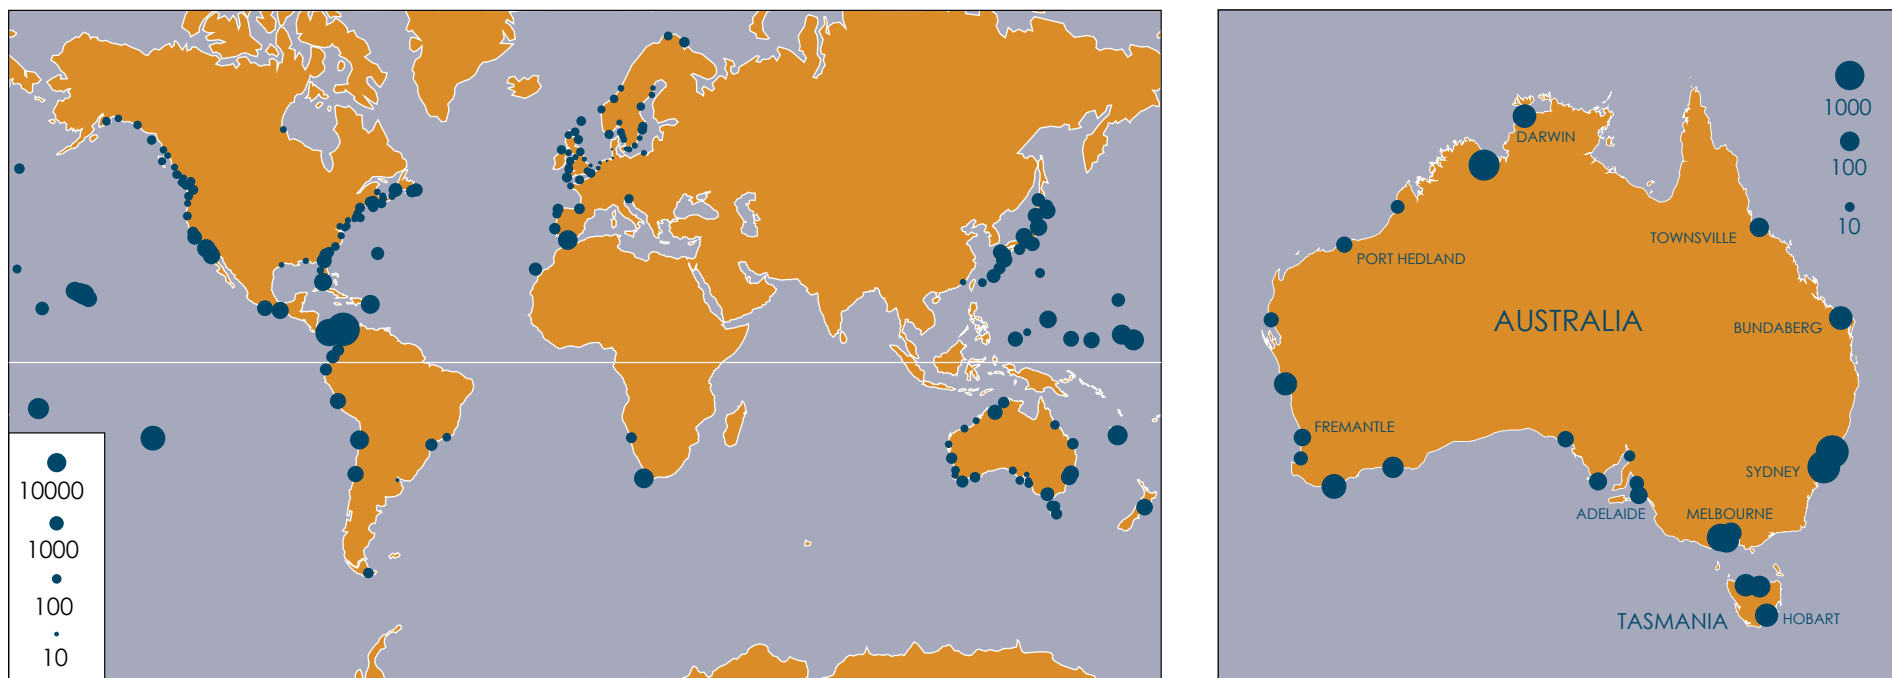 10000
1000
100
10
1000
100
10
DARWIN
TOWNSVILLE
PORT HEDLAND
AUSTRALIA
BUNDABERG
FREMANTLE
SYDNEY
ADELAIDE
MELBOURNE
TASMANIA
HOBART